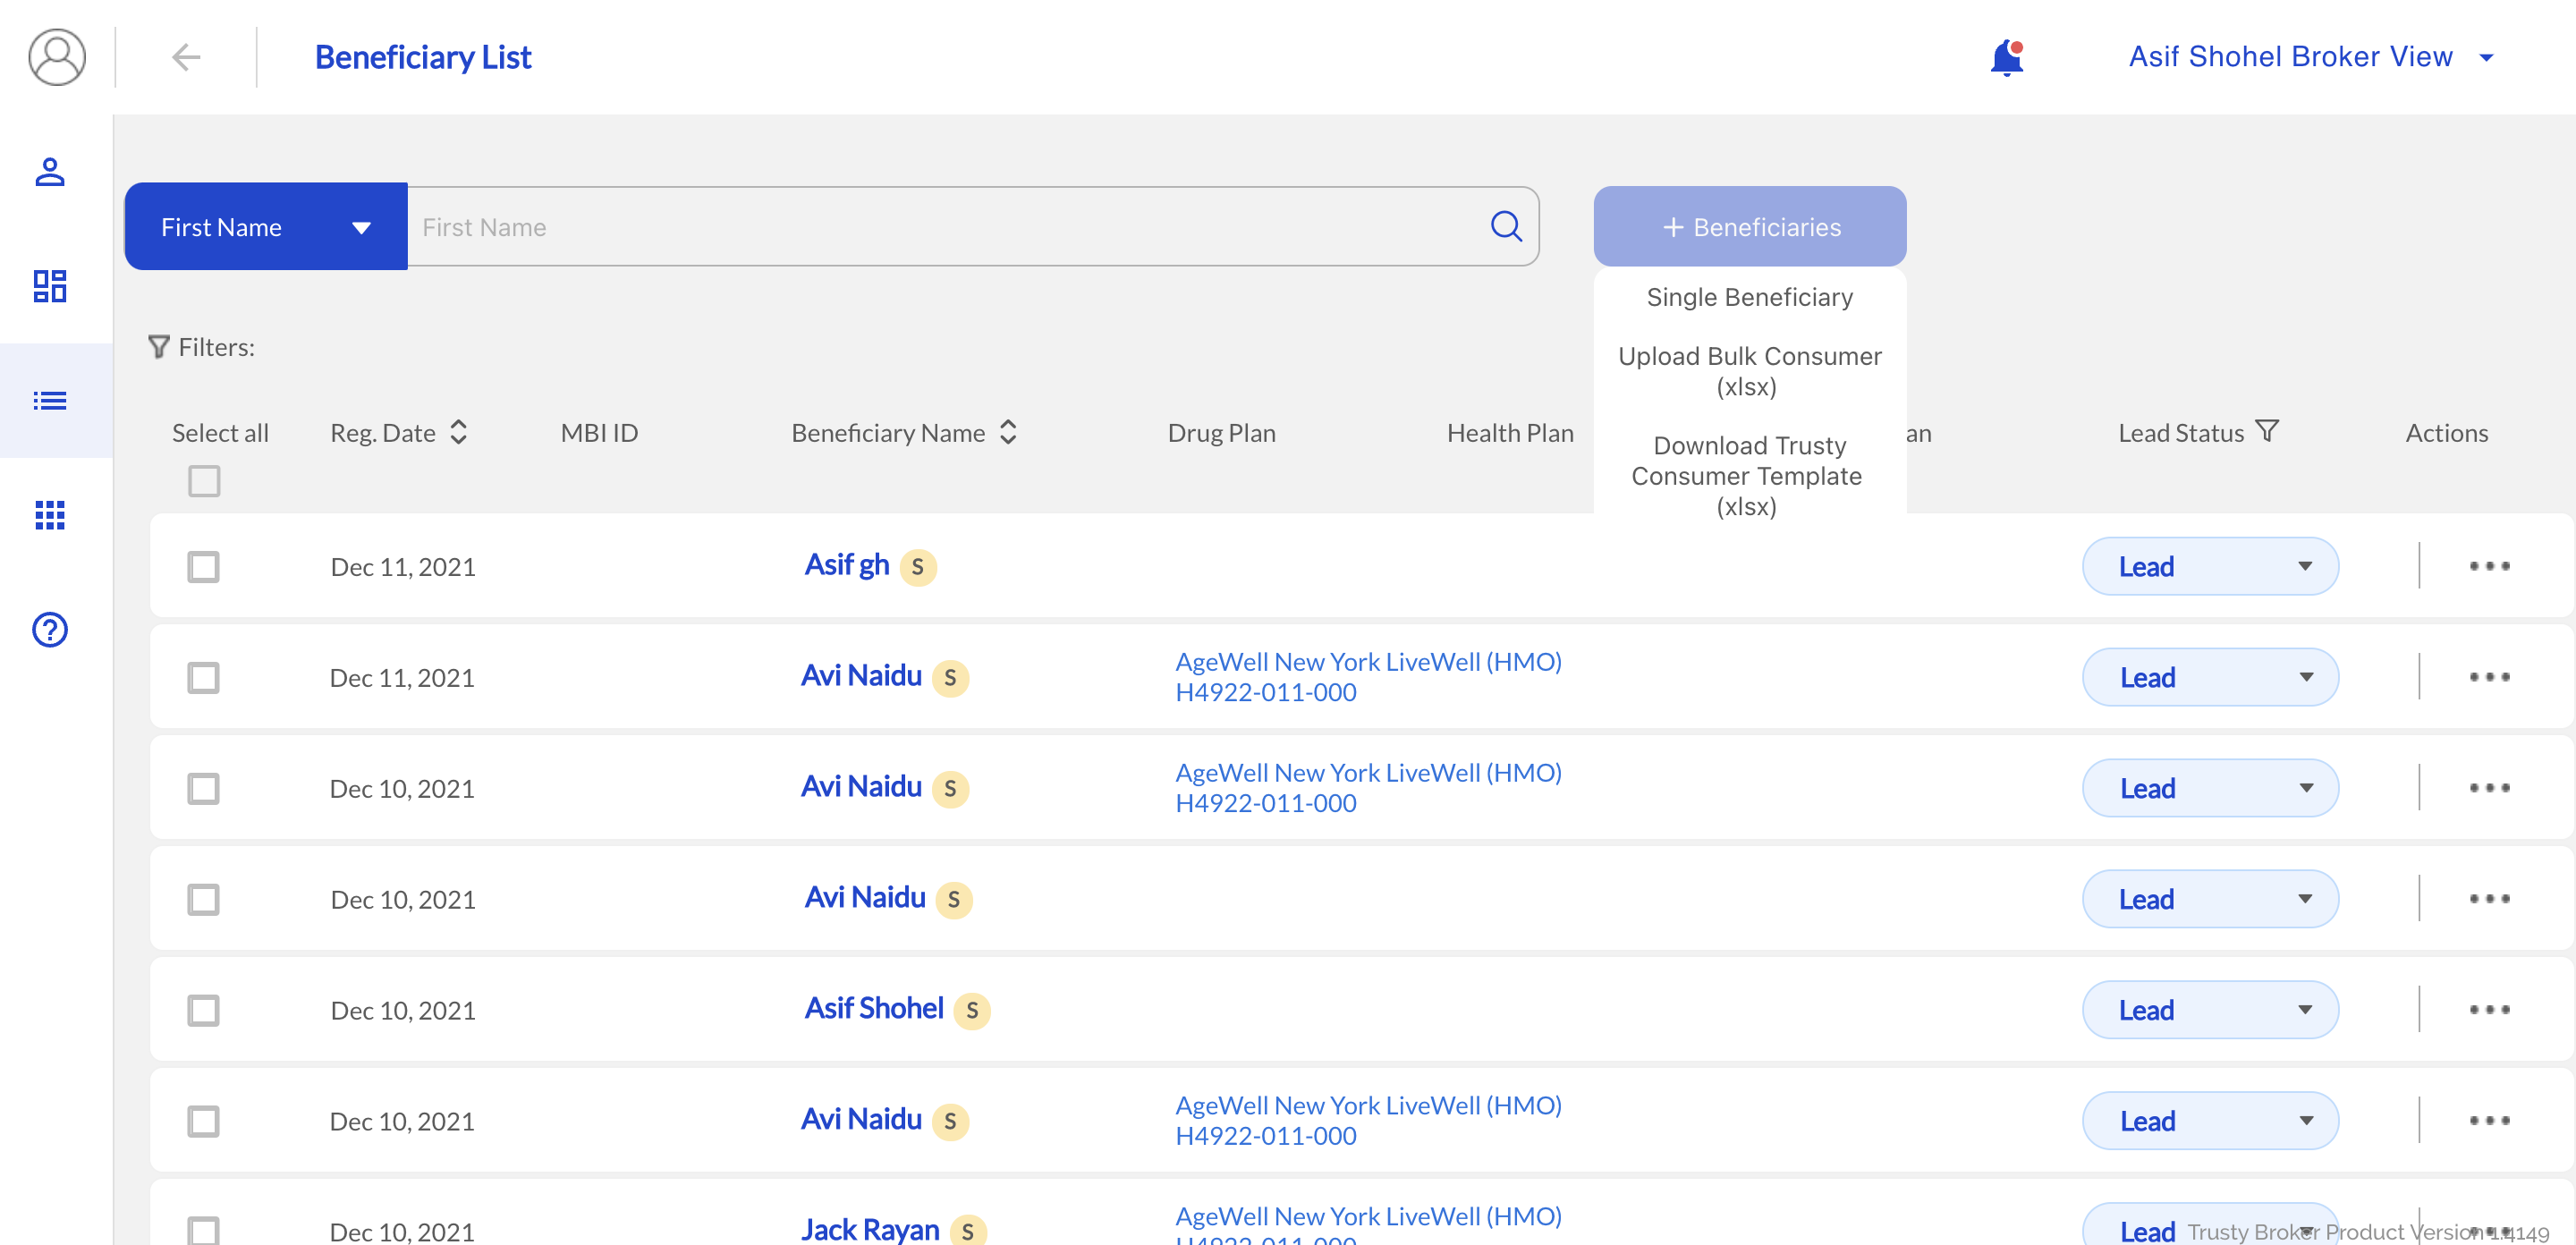 Beneficiary List
Asif Shohel Broker View
First Name
First Name
+ Beneficiaries
Single Beneficiary
Upload Bulk Consumer
(xlsx)
Download Trusty
Consumer Template
(xlsx)
Filters:
Select all Reg. Date MBI ID Beneficiary Name Drug Plan Health Plan an Lead Status Actions
Dec 11, 2021 Asif gh S Lead
Dec 11, 2021 Avi Naidu S AgeWell New York LiveWell (HMO) Lead
H4922-011-000
Dec 10, 2021 Avi Naidu S AgeWell New York LiveWell (HMO) Lead
H4922-011-000
Dec 10, 2021 Avi Naidu S Lead
Dec 10, 2021 Asif Shohel S Lead
Dec 10, 2021 Avi Naidu S AgeWell New York LiveWell (HMO) Lead
H4922-011-000
Dec 10, 2021 Jack Rayan S AgeWell New York LiveWell (HMO) Lead
H4922-011-000
Trusty Broker Product Version 1.4149